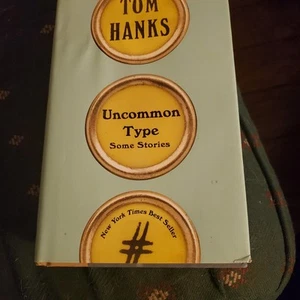 TOM
HANKS
Uncommon
Type
Some Stories
New York Times Best Seller
#